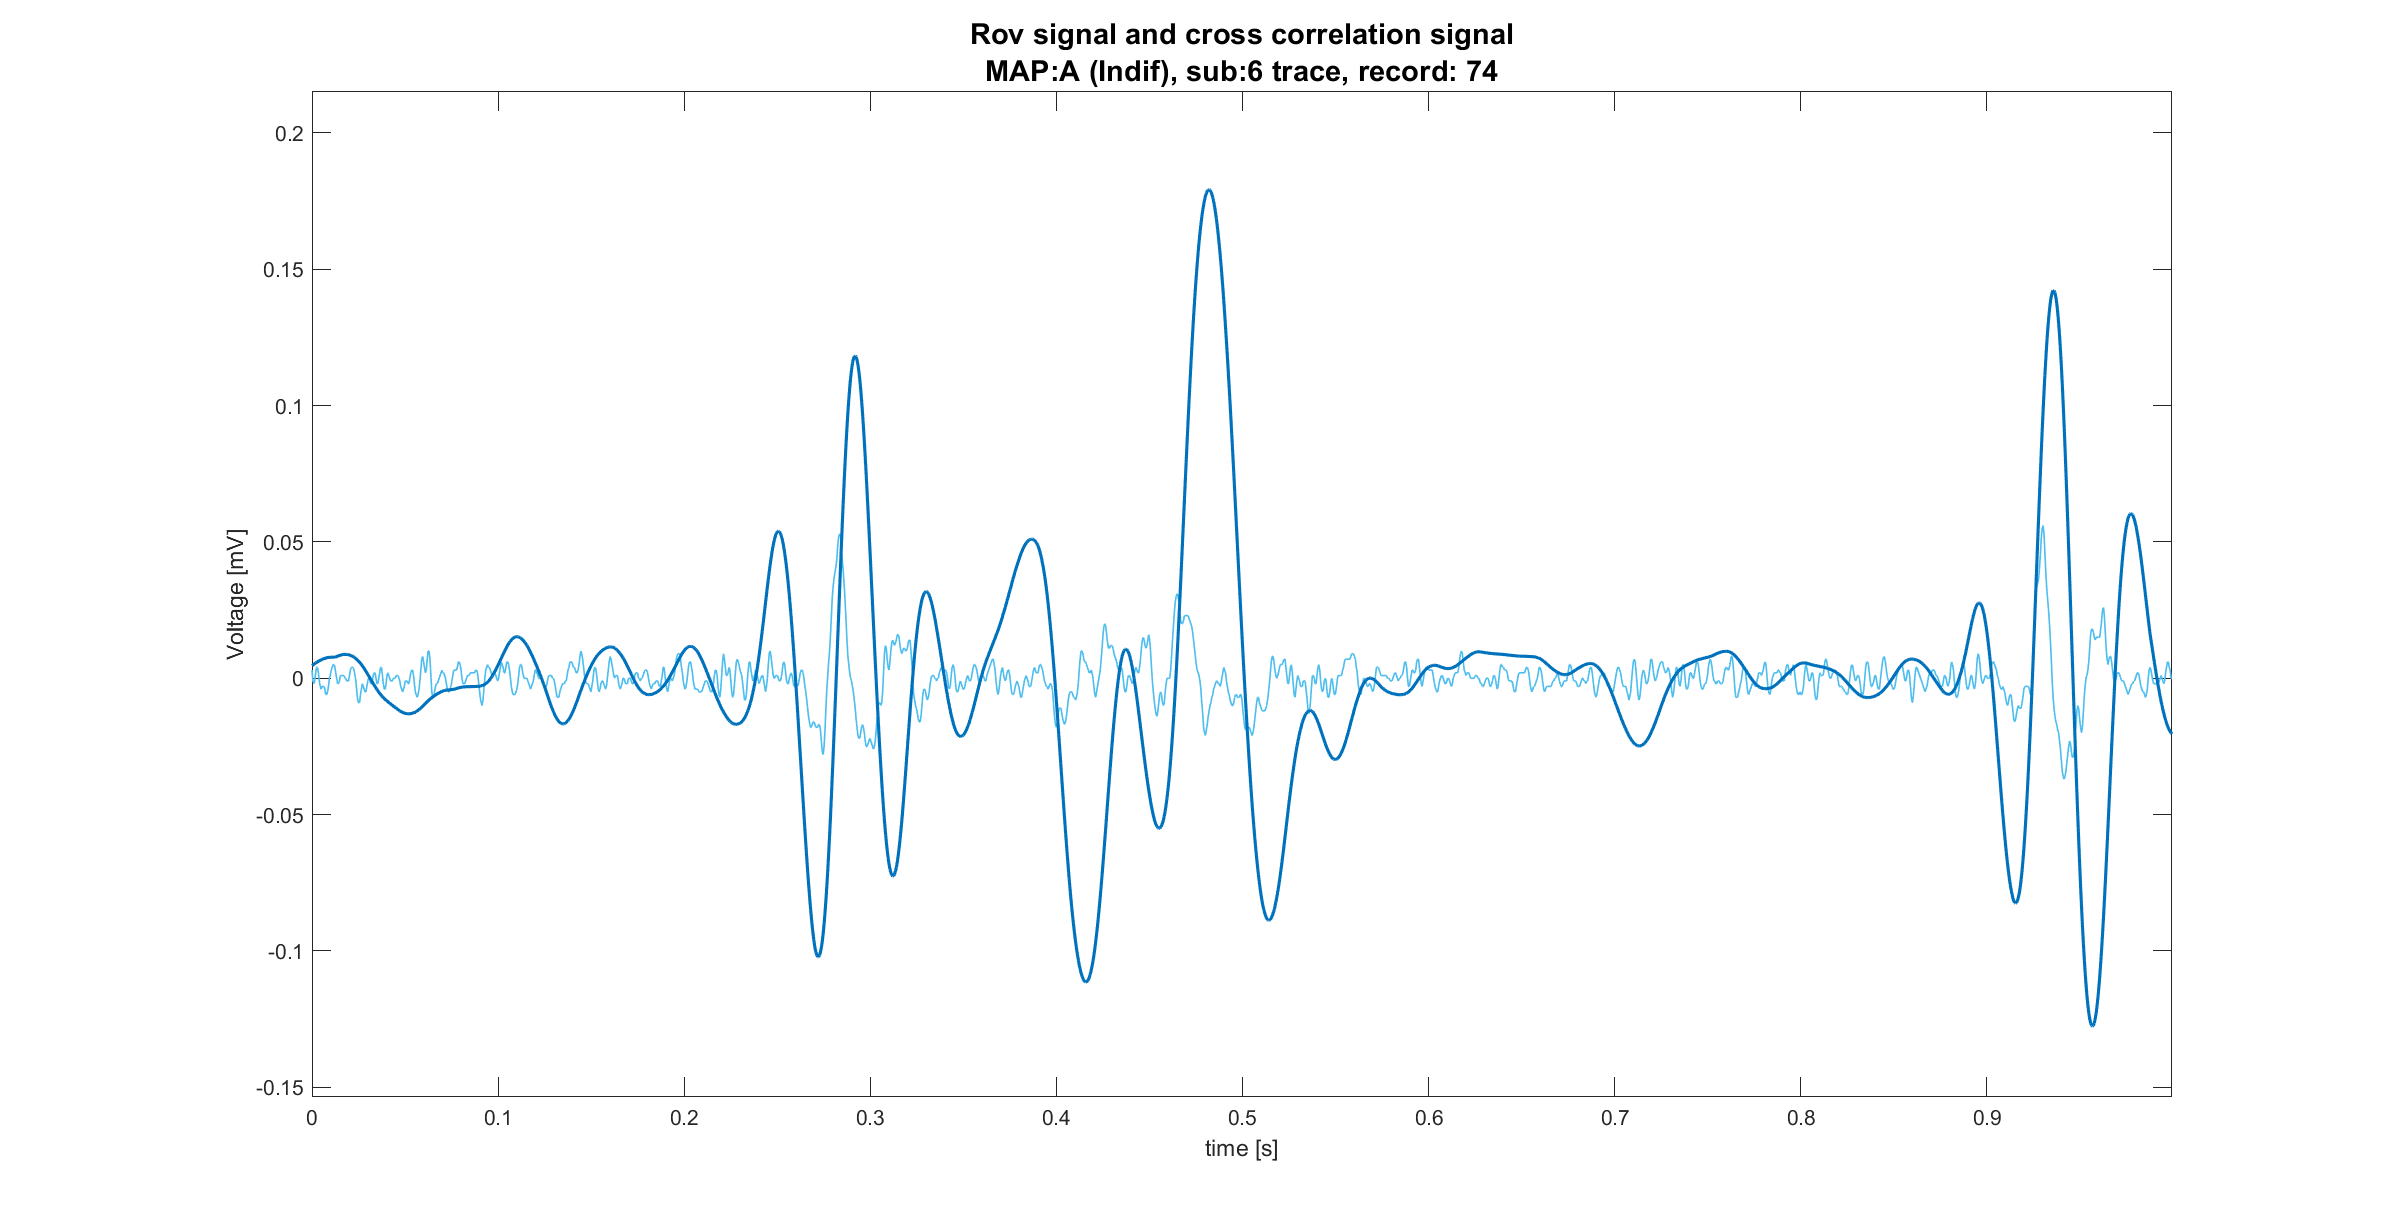 Rov signal and cross correlation signal
MAP:A (Indif), sub:6 trace, record: 74
Voltage [mV]
0.2
0.15
0.1
0.05
0
-0.05
-0.1
-0.15
0 0.1 0.2 0.3 0.4 0.5 0.6 0.7 0.8 0.9
time [s]